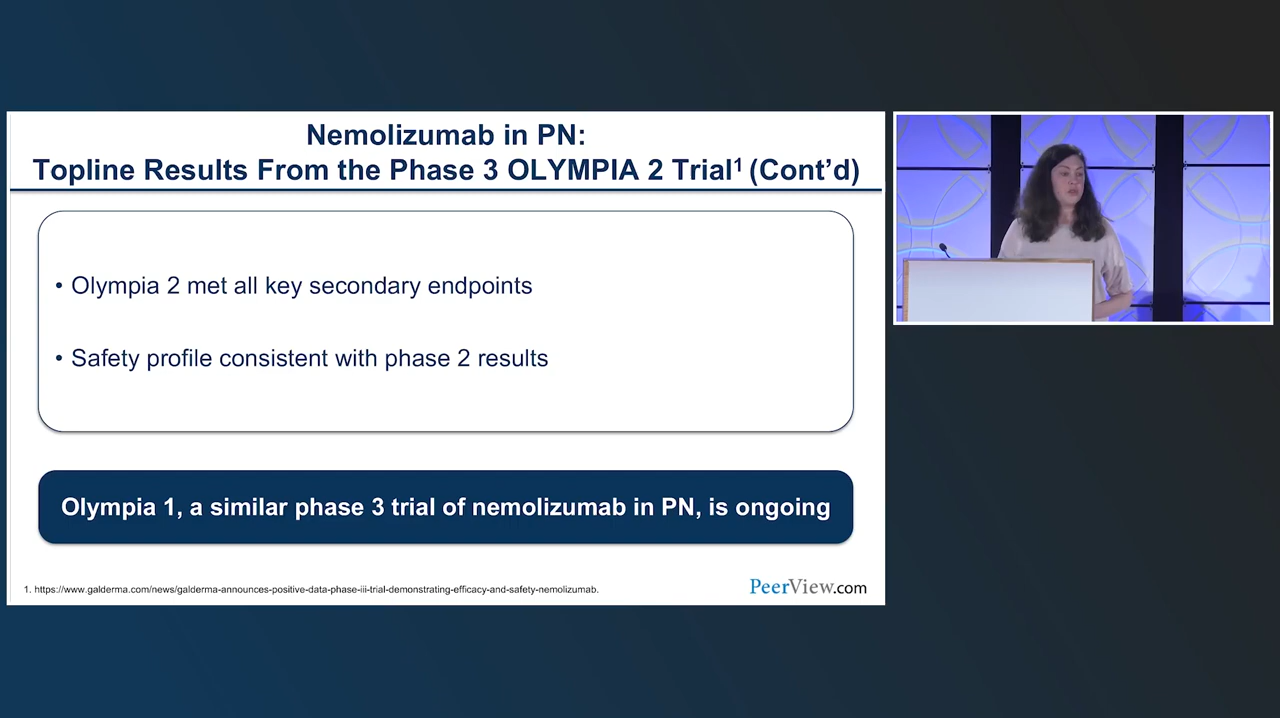 Nemolizumab in PN:
Topline Results From the Phase 3 OLYMPIA 2 Trial¹ (Cont’d)
• Olympia 2 met all key secondary endpoints
• Safety profile consistent with phase 2 results
Olympia 1, a similar phase 3 trial of nemolizumab in PN, is ongoing
1. https://www.galderma.com/news/galderma-announces-positive-data-phase-iii-trial-demonstrating-efficacy-and-safety-nemolizumab.
PeerView.com